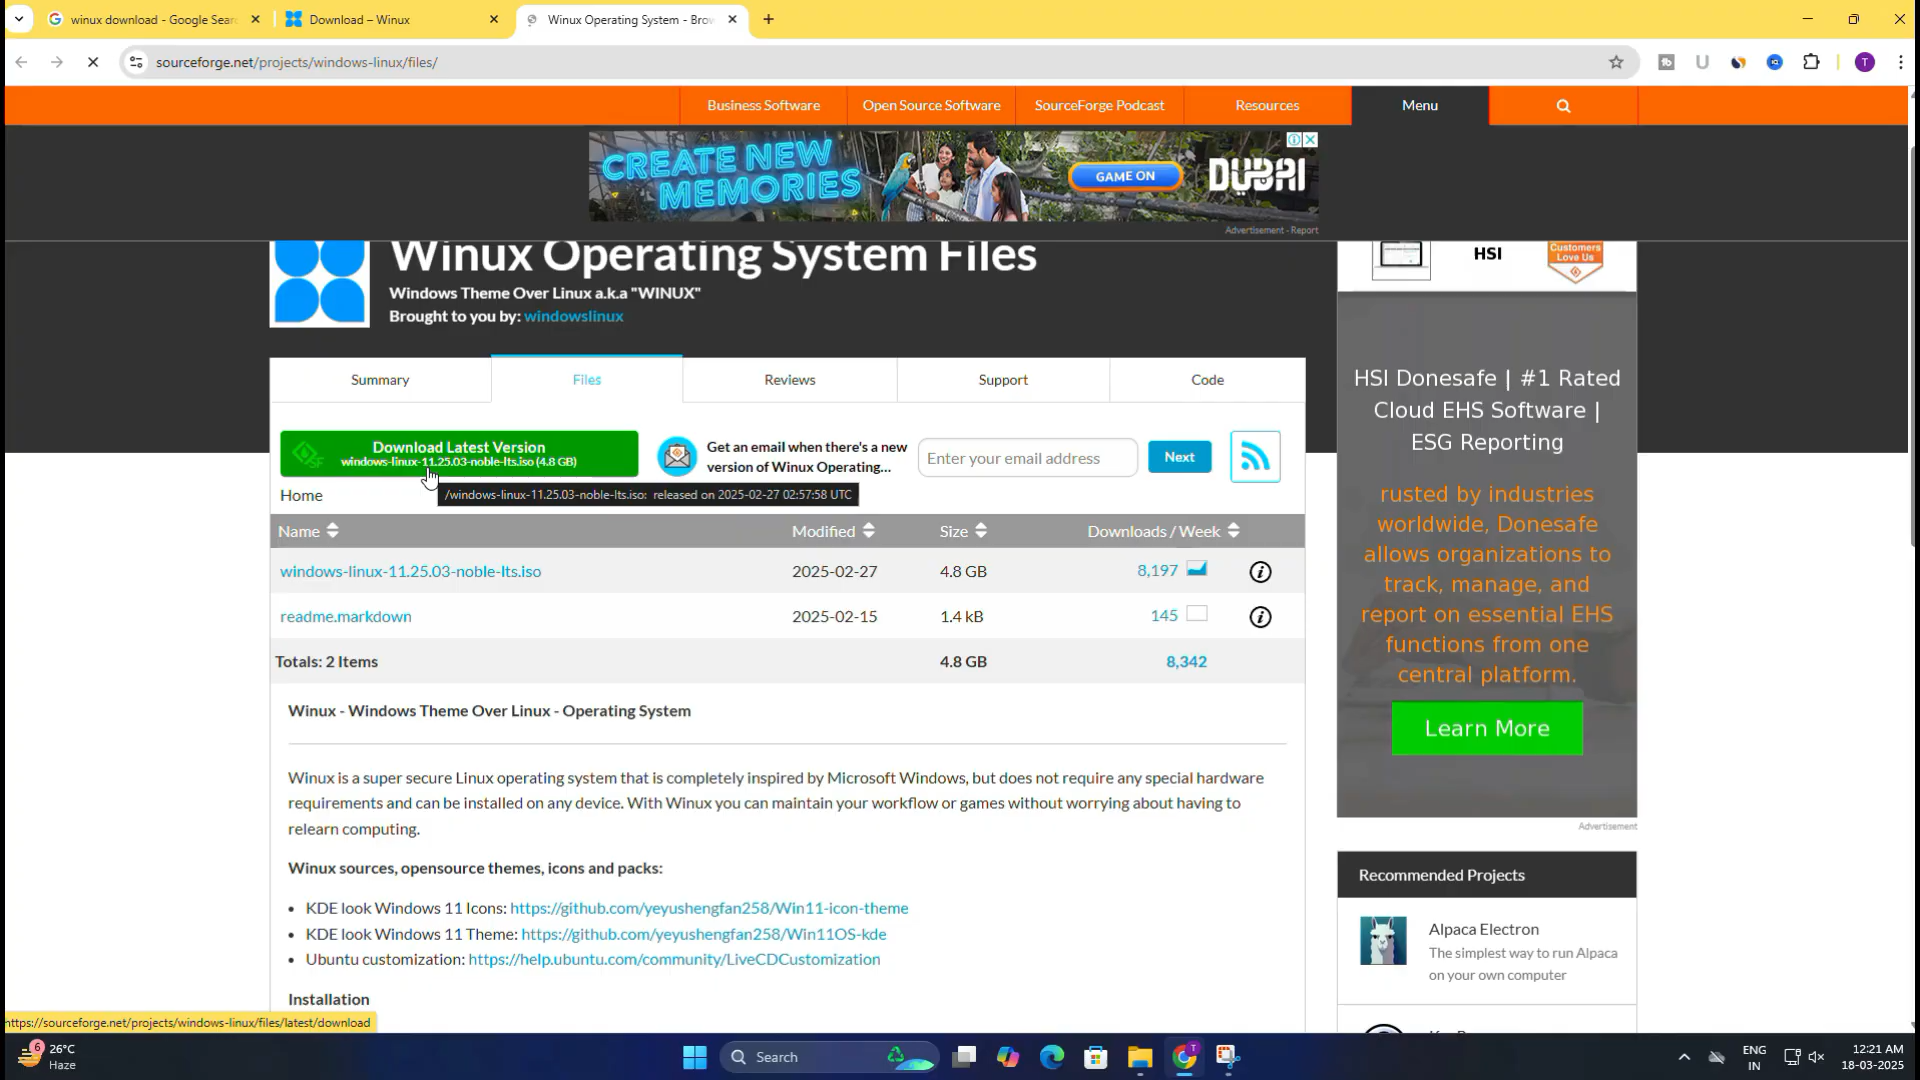 winux download - Google Sear
Download – Winux
Winux Operating System - Brow
sourceforge.net/projects/windows-linux/files/
T
Business Software
Open Source Software
SourceForge Podcast
Resources
Menu
CREATE NEW
MEMORIES
GAME ON
DUBAI
Advertisement - Report
Winux Operating System Files
Windows Theme Over Linux a.k.a "WINUX"
Brought to you by: windowslinux
HSI
Customers
Love Us
Summary
Files
Reviews
Support
Code
Download Latest Version
windows-linux-11.25.03-noble-lts.iso (4.8 GB)
Get an email when there's a new
version of Winux Operating...
Enter your email address
Next
Home
/windows-linux-11.25.03-noble-lts.iso: released on 2025-02-27 02:57:58 UTC
Name
Modified
Size
Downloads / Week
windows-linux-11.25.03-noble-lts.iso
2025-02-27
4.8 GB
8,197
readme.markdown
2025-02-15
1.4 kB
145
Totals: 2 Items
4.8 GB
8,342
Winux - Windows Theme Over Linux - Operating System
Winux is a super secure Linux operating system that is completely inspired by Microsoft Windows, but does not require any special hardware
requirements and can be installed on any device. With Winux you can maintain your workflow or games without worrying about having to
relearn computing.
Winux sources, opensource themes, icons and packs:
• KDE look Windows 11 Icons: https://github.com/yeyushengfan258/Win11-icon-theme
• KDE look Windows 11 Theme: https://github.com/yeyushengfan258/Win11OS-kde
• Ubuntu customization: https://help.ubuntu.com/community/LiveCDCustomization
Installation
HSI Donesafe | #1 Rated
Cloud EHS Software |
ESG Reporting
rusted by industries
worldwide, Donesafe
allows organizations to
track, manage, and
report on essential EHS
functions from one
central platform.
Learn More
Advertisement
Recommended Projects
Alpaca Electron
The simplest way to run Alpaca
on your own computer
https://sourceforge.net/projects/windows-linux/files/latest/download
6
26°C
Haze
Search
T
ENG
IN
12:21 AM
18-03-2025